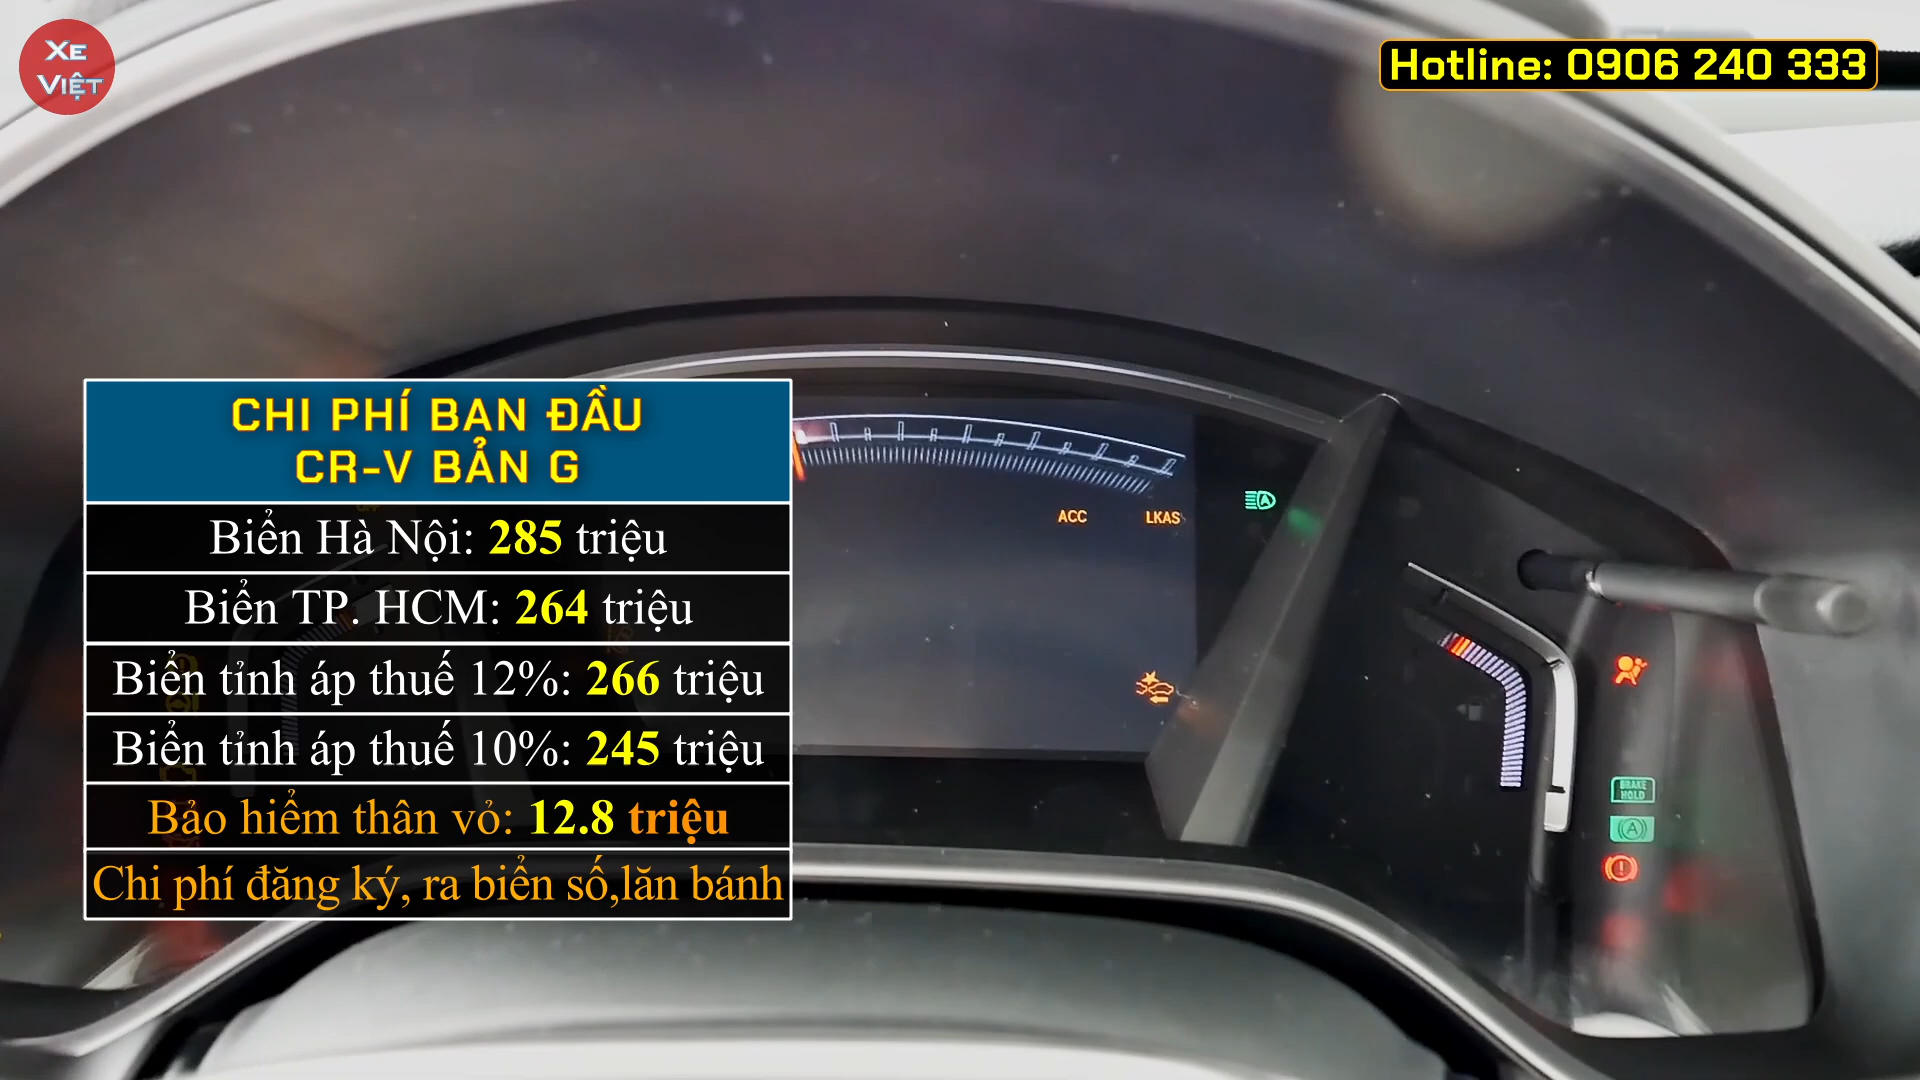 XE
VIỆT
Hotline: 0906 240 333
CHI PHÍ BAN ĐẦU
CR-V BẢN G
Biển Hà Nội: 285 triệu
Biển TP. HCM: 264 triệu
Biển tỉnh áp thuế 12%: 266 triệu
Biển tỉnh áp thuế 10%: 245 triệu
Bảo hiểm thân vỏ: 12.8 triệu
Chi phí đăng ký, ra biển số,lăn bánh
ACC
LKAS
A
BRAKE
HOLD
A